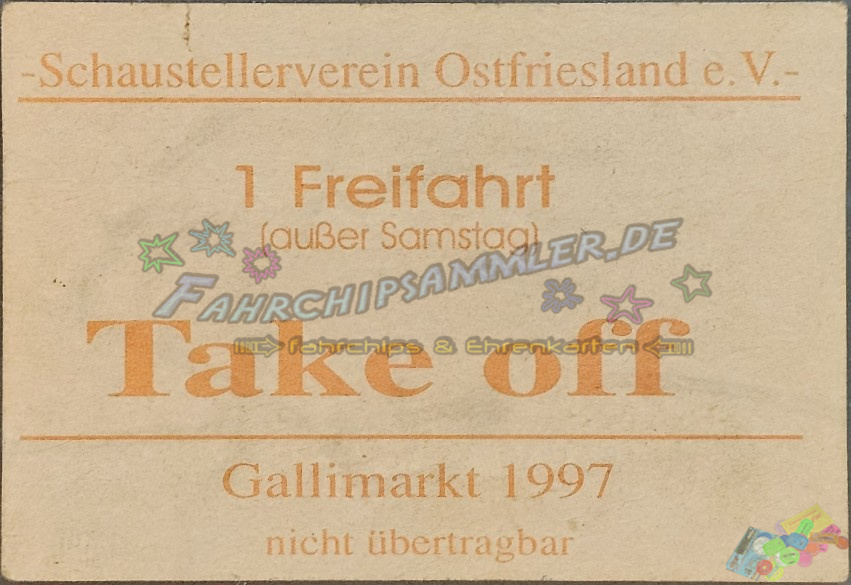 -Schaustellerverein Ostfriesland e.V.-
1 Freifahrt
(außer Samstag)
FAHRCHIPSAMMLER.DE
fahrchips & Ehrenkarten
Take off
Gallimarkt 1997
nicht übertragbar